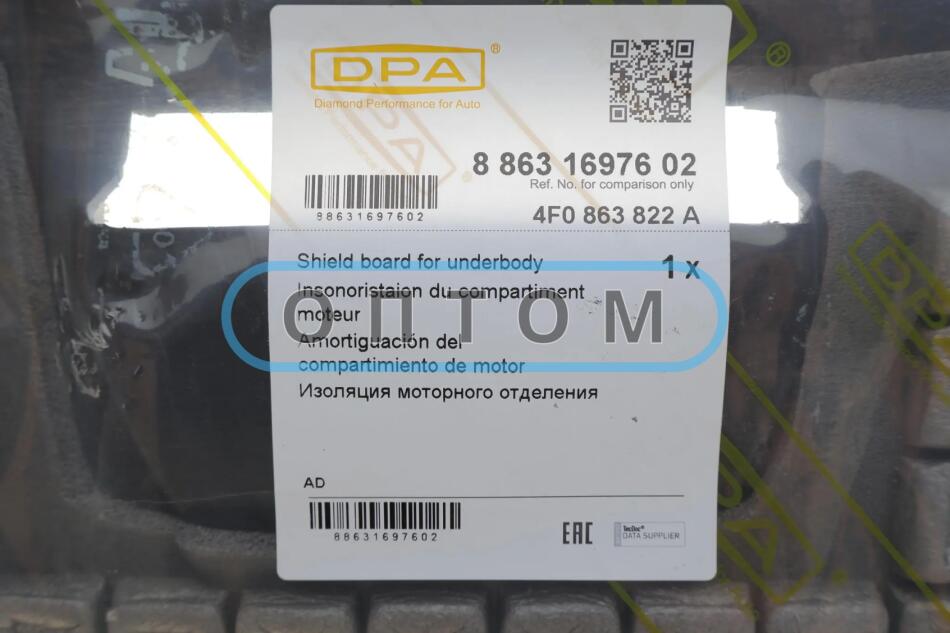 DPA®
Diamond Performance for Auto
8 863 16976 02
Ref. No. for comparison only
88631697602
4F0 863 822 A
Shield board for underbody
1 x
Insonoristaion du compartiment
moteur
ОПТОМ
Amortiguación del
compartimiento de motor
Изоляция моторного отделения
AD
88631697602
EAC
TecDoc®
DATA SUPPLIER
DPA
DPA